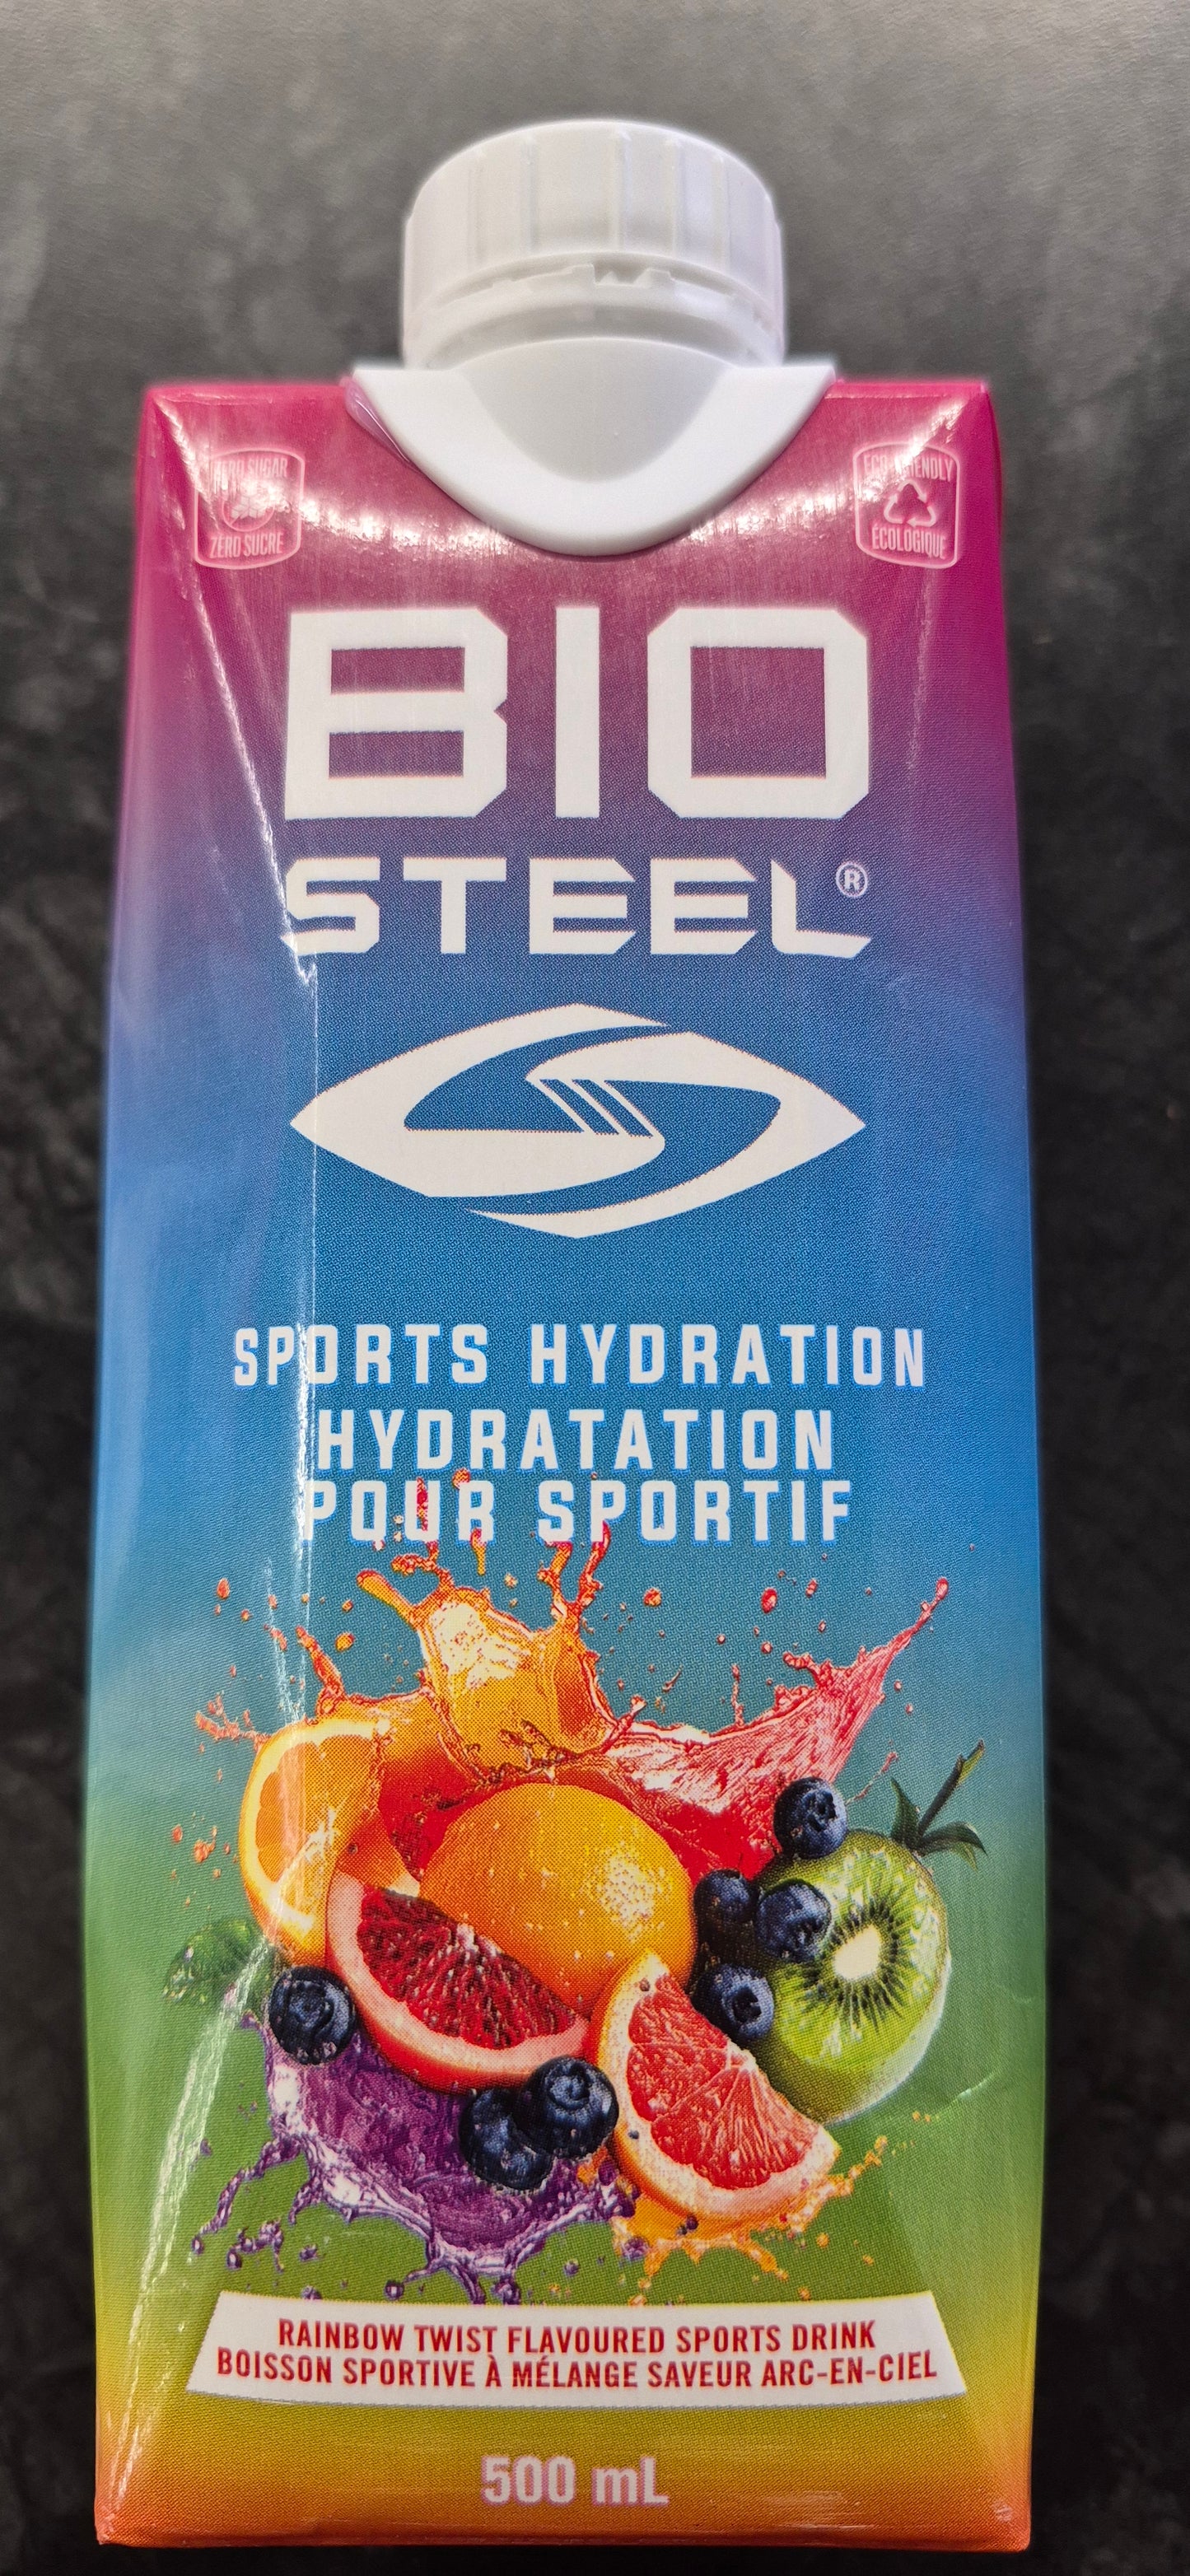 ZERO SUGAR
ZÉRO SUCRE
ECO-FRIENDLY
ÉCOLOGIQUE
BIO
STEEL®
SPORTS HYDRATION
HYDRATATION
POUR SPORTIF
RAINBOW TWIST FLAVOURED SPORTS DRINK
BOISSON SPORTIVE À MÉLANGE SAVEUR ARC-EN-CIEL
500 mL